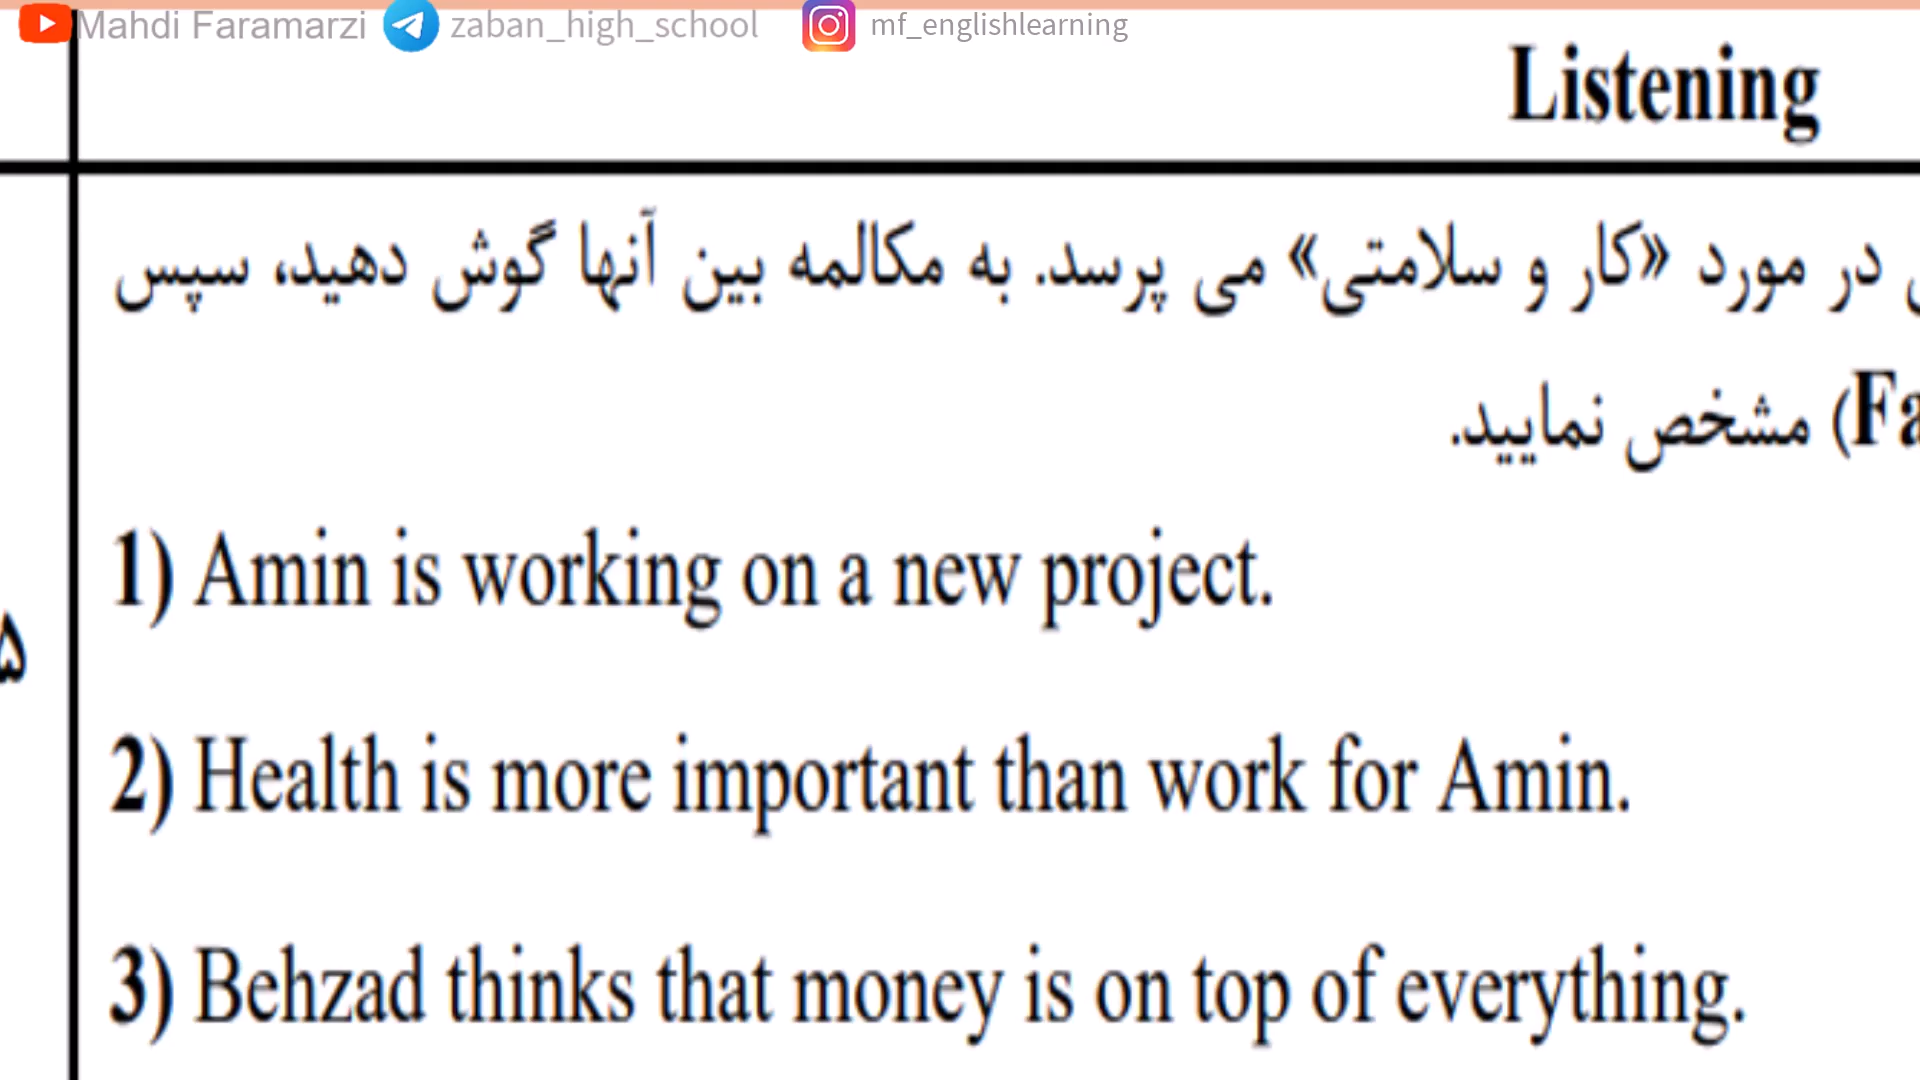 Mahdi Faramarzi zaban_high_school mf_englishlearning
Listening
در مورد «کار و سلامتی» می پرسد. به مکالمه بین آنها گوش دهید، سپس
Fa) مشخص نمایید.
1) Amin is working on a new project.
2) Health is more important than work for Amin.
۵
3) Behzad thinks that money is on top of everything.